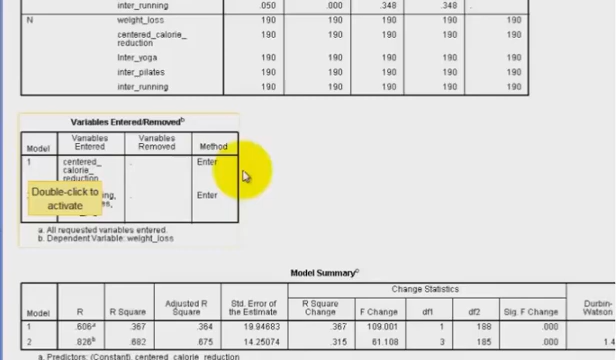 inter_running .050 .000 .348 .348 .
N weight_loss 190 190 190 190 190
centered_calorie_ 190 190 190 190 190
reduction
Inter_yoga 190 190 190 190 190
inter_pilates 190 190 190 190 190
inter_running 190 190 190 190 190
Variables Entered/Removedb
Model Variables Entered Variables Removed Method
1 centered_ . Enter
calorie_
reduction
Double-click to
activate
. Enter
a. All requested variables entered.
b. Dependent Variable: weight_loss
Model Summaryb
Change Statistics
Model R R Square Adjusted R Square Std. Error of the Estimate R Square Change F Change df1 df2 Sig. F Change Durbin-Watson
1 .606a .367 .364 19.94683 .367 109.001 1 188 .000
2 .826b .682 .675 14.25074 .315 61.108 3 185 .000
a. Predictors: (Constant), centered_calorie_reduction